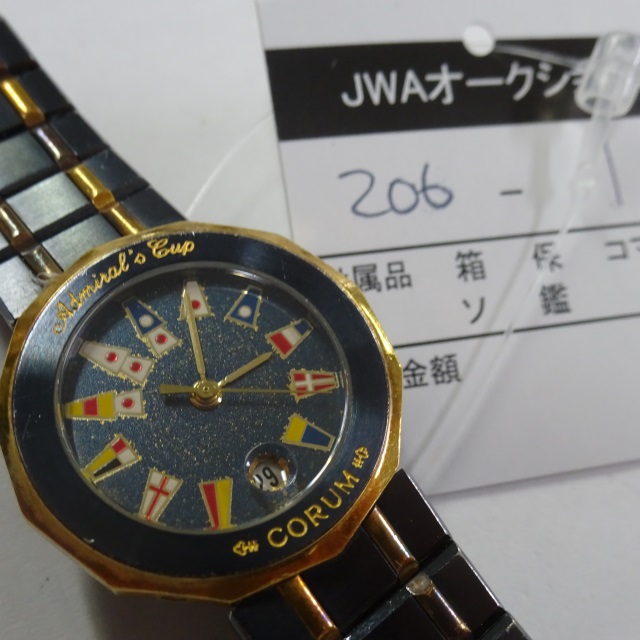 JWAオークシ
206 - 1
属品 箱 保 コマ
ソ 鑑
金額
Admiral's Cup
29
CORUM